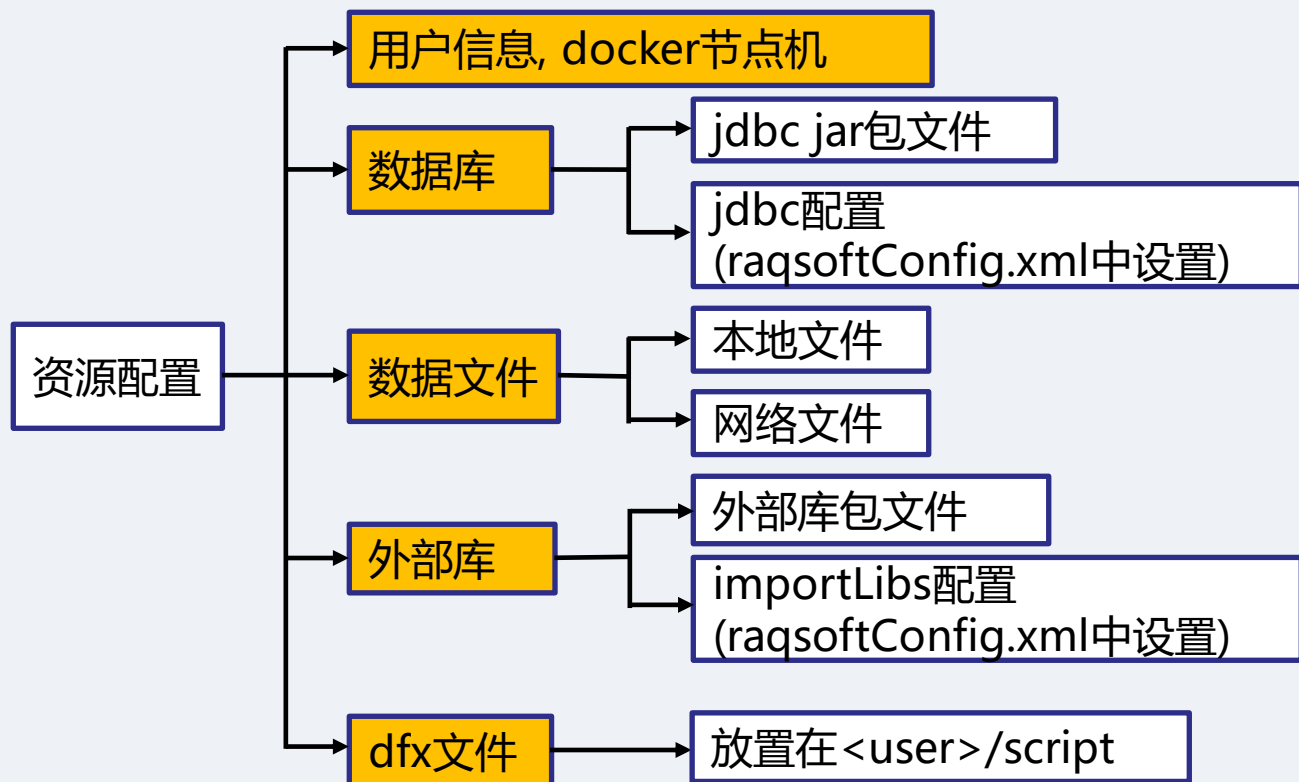 用户信息, docker节点机
数据库
jdbc jar包文件
jdbc配置
(raqsoftConfig.xml中设置)
资源配置
数据文件
本地文件
网络文件
外部库
外部库包文件
importLibs配置
(raqsoftConfig.xml中设置)
dfx文件
放置在<user>/script